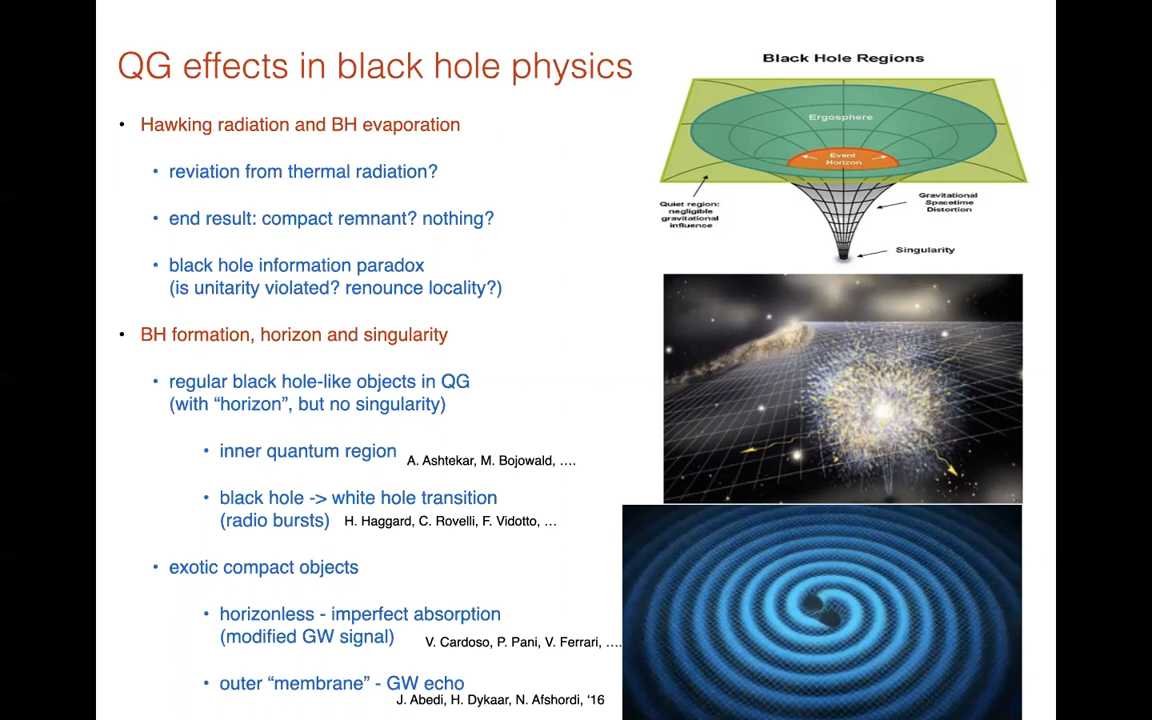 QG effects in black hole physics
• Hawking radiation and BH evaporation
• reviation from thermal radiation?
• end result: compact remnant? nothing?
• black hole information paradox
(is unitarity violated? renounce locality?)
• BH formation, horizon and singularity
• regular black hole-like objects in QG
(with “horizon”, but no singularity)
• inner quantum region A. Ashtekar, M. Bojowald, ….
• black hole -> white hole transition
(radio bursts) H. Haggard, C. Rovelli, F. Vidotto, …
• exotic compact objects
• horizonless - imperfect absorption
(modified GW signal) V. Cardoso, P. Pani, V. Ferrari, ….
• outer “membrane” - GW echo
J. Abedi, H. Dykaar, N. Afshordi, ‘16
Black Hole Regions
Ergosphere
Event
Horizon
Quiet region:
negligible
gravitational
influence
Gravitational
Spacetime
Distortion
Singularity